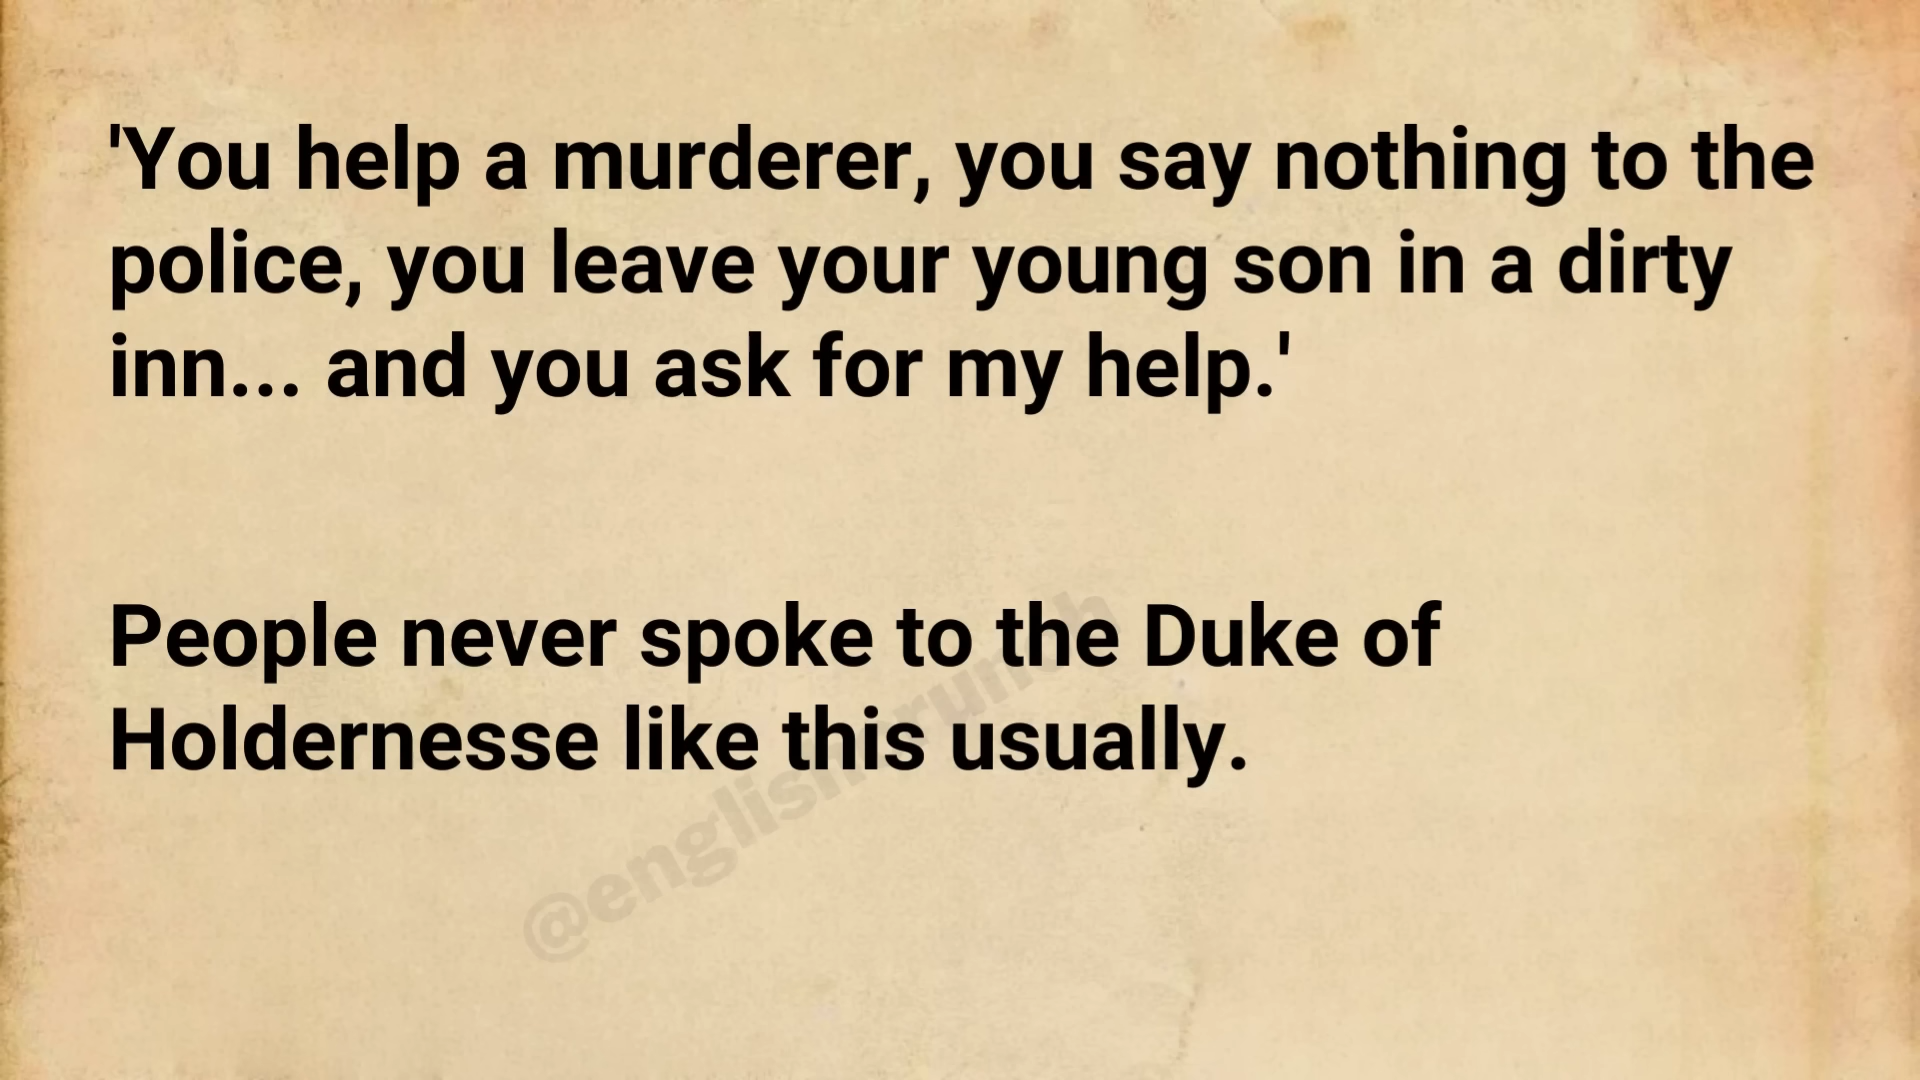 'You help a murderer, you say nothing to the
police, you leave your young son in a dirty
inn... and you ask for my help.'
People never spoke to the Duke of
Holdernesse like this usually.